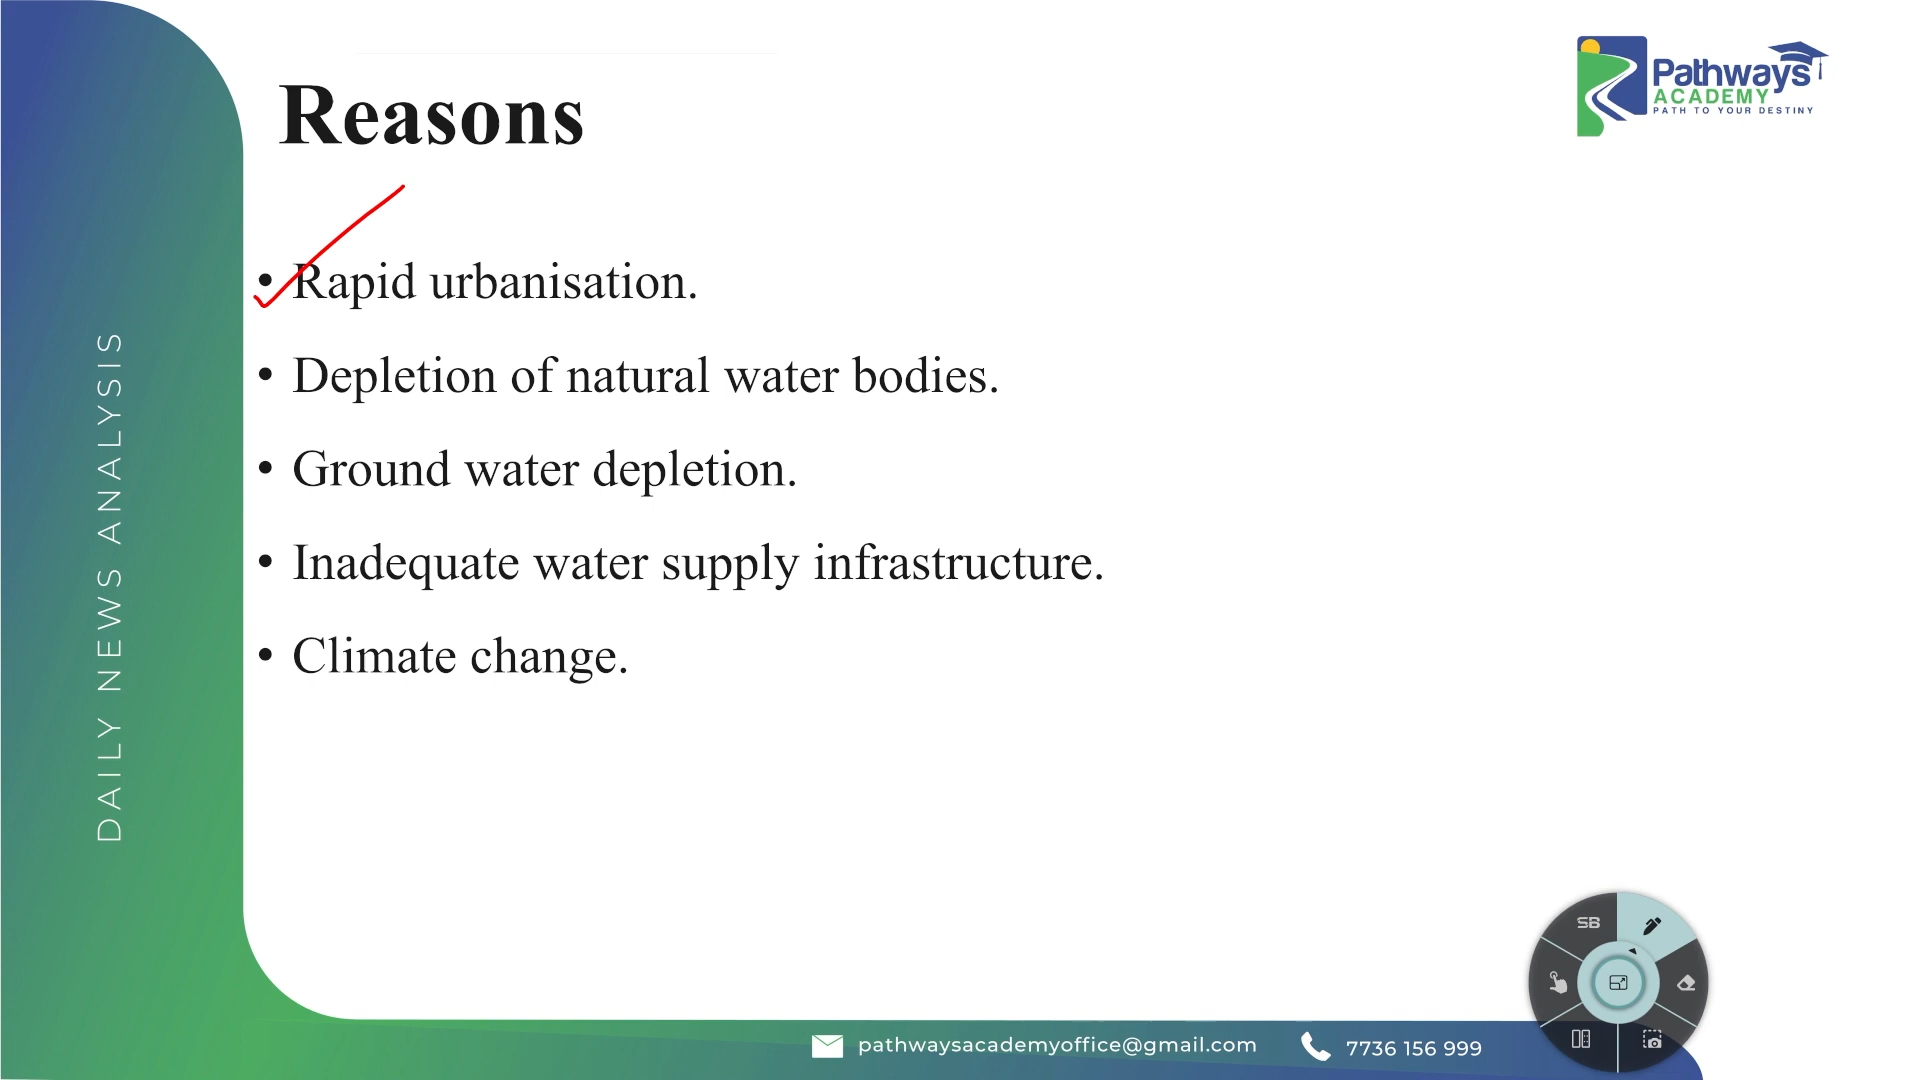 Reasons
Pathways
ACADEMY
PATH TO YOUR DESTINY
• Rapid urbanisation.
• Depletion of natural water bodies.
• Ground water depletion.
• Inadequate water supply infrastructure.
• Climate change.
DAILY NEWS ANALYSIS
SB
pathwaysacademyoffice@gmail.com
7736 156 999